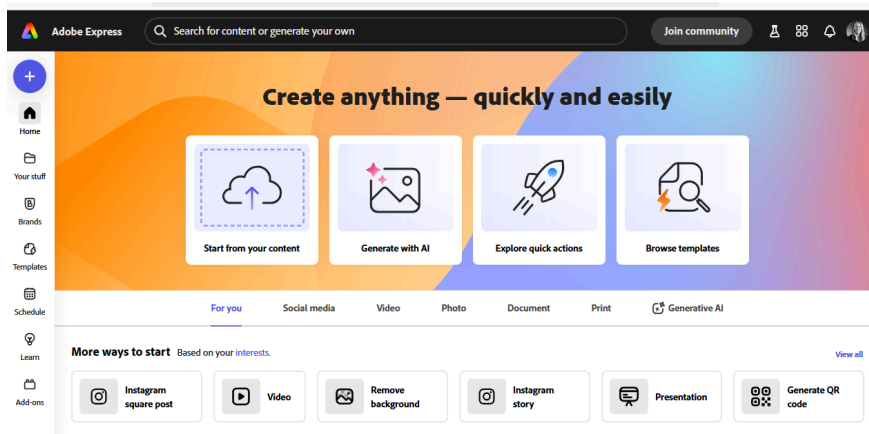 Adobe Express
Search for content or generate your own
Join community
Home
Your stuff
Brands
Templates
Schedule
Learn
Add-ons
Create anything — quickly and easily
Start from your content
Generate with AI
Explore quick actions
Browse templates
For you
Social media
Video
Photo
Document
Print
Generative AI
More ways to start
Based on your interests.
View all
Instagram
square post
Video
Remove
background
Instagram
story
Presentation
Generate QR
code